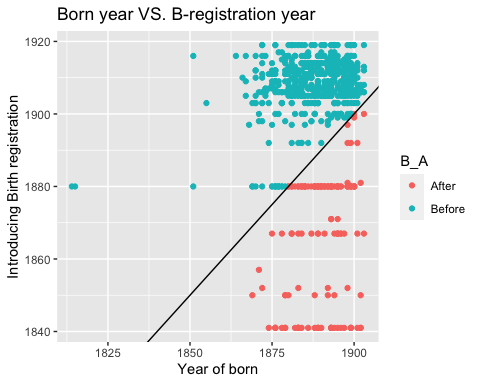 Born year VS. B-registration year
Introducing Birth registration
1920
1900
1880
1860
1840
1825
1850
1875
1900
Year of born
B_A
After
Before